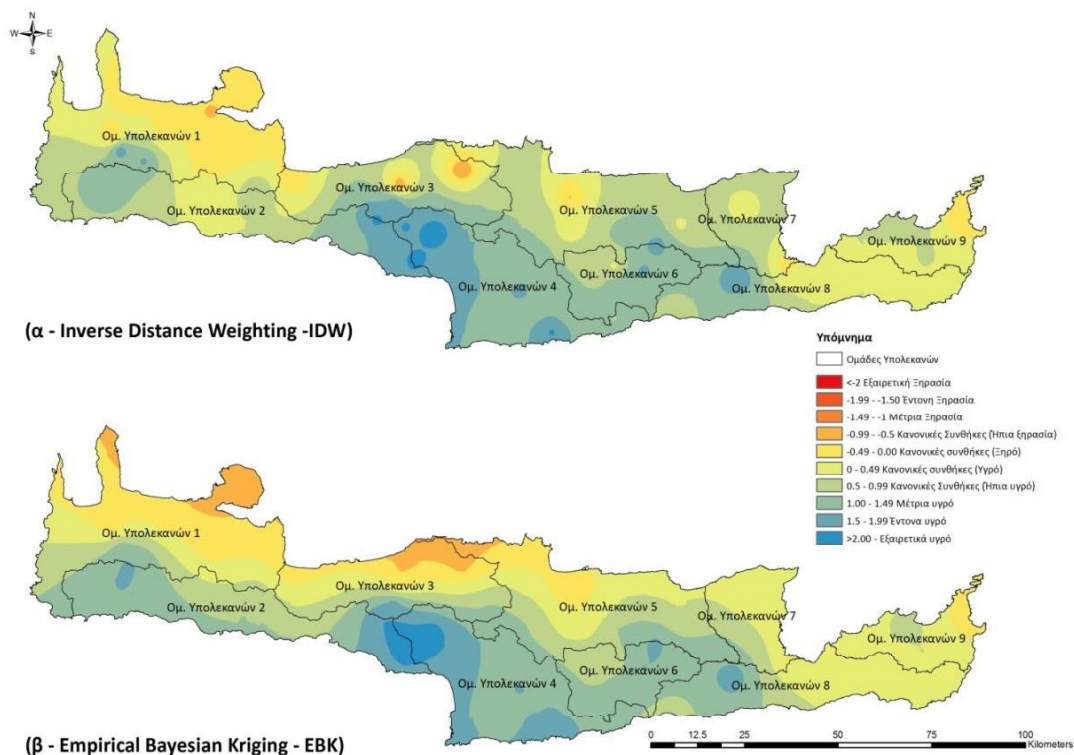 N
W E
S
Ομ. Υπολεκανών 1
Ομ. Υπολεκανών 2
Ομ. Υπολεκανών 3
Ομ. Υπολεκανών 4
Ομ. Υπολεκανών 5
Ομ. Υπολεκανών 6
Ομ. Υπολεκανών 7
Ομ. Υπολεκανών 8
Ομ. Υπολεκανών 9
(α - Inverse Distance Weighting -IDW)
Υπόμνημα
Ομάδες Υπολεκανών
<-2 Εξαιρετική Ξηρασία
-1.99 - -1.50 Έντονη Ξηρασία
-1.49 - -1 Μέτρια Ξηρασία
-0.99 - -0.5 Κανονικές Συνθήκες (Ήπια ξηρασία)
-0.49 - 0.00 Κανονικές συνθήκες (Ξηρό)
0 - 0.49 Κανονικές συνθήκες (Υγρό)
0.5 - 0.99 Κανονικές Συνθήκες (Ήπια υγρό)
1.00 - 1.49 Μέτρια υγρό
1.5 - 1.99 Έντονα υγρό
>2.00 - Εξαιρετικά υγρό
Ομ. Υπολεκανών 1
Ομ. Υπολεκανών 2
Ομ. Υπολεκανών 3
Ομ. Υπολεκανών 4
Ομ. Υπολεκανών 5
Ομ. Υπολεκανών 6
Ομ. Υπολεκανών 7
Ομ. Υπολεκανών 8
Ομ. Υπολεκανών 9
(β - Empirical Bayesian Kriging - EBK)
0 12.5 25 50 75 100
Kilometers